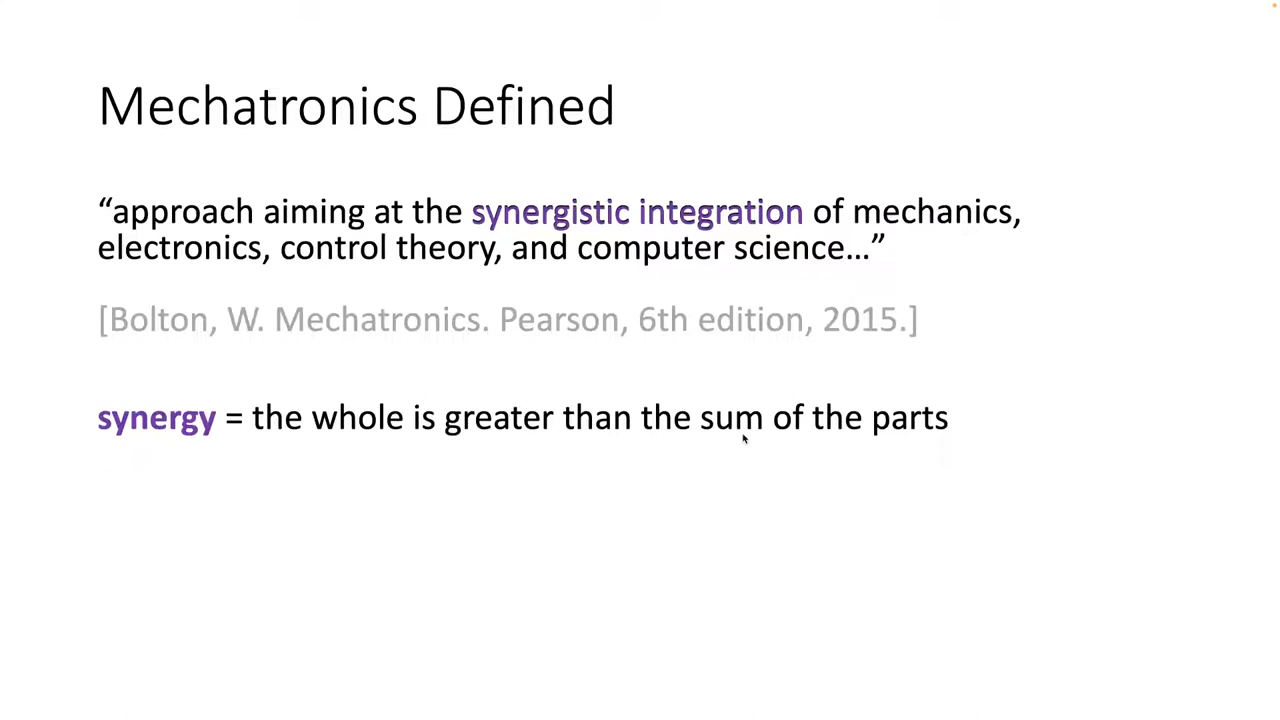 Mechatronics Defined
“approach aiming at the synergistic integration of mechanics,
electronics, control theory, and computer science…”
[Bolton, W. Mechatronics. Pearson, 6th edition, 2015.]
synergy = the whole is greater than the sum of the parts